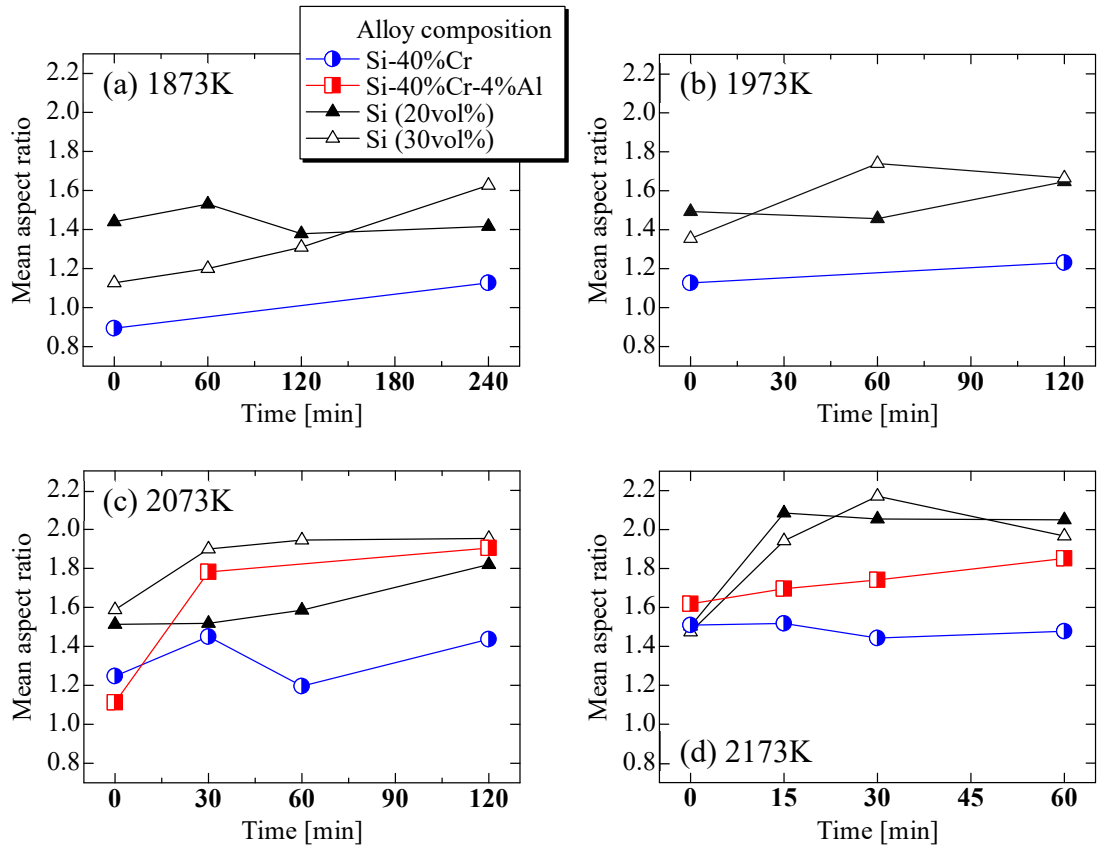 Alloy composition
Si-40%Cr
Si-40%Cr-4%Al
Si (20vol%)
Si (30vol%)
(a) 1873K
2.2
2.0
1.8
1.6
1.4
1.2
1.0
0.8
Mean aspect ratio
0 60 120 180 240
Time [min]
(b) 1973K
2.2
2.0
1.8
1.6
1.4
1.2
1.0
0.8
Mean aspect ratio
0 30 60 90 120
Time [min]
(c) 2073K
2.2
2.0
1.8
1.6
1.4
1.2
1.0
0.8
Mean aspect ratio
0 30 60 90 120
Time [min]
2.2
2.0
1.8
1.6
1.4
1.2
1.0
0.8
Mean aspect ratio
(d) 2173K
0 15 30 45 60
Time [min]